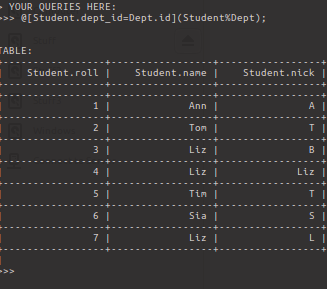 > YOUR QUERIES HERE:
>>> @[Student.dept_id=Dept.id](Student%Dept);
TABLE:
--------------+----------------+----------------+
| Student.roll | Student.name | Student.nick |
--------------+----------------+----------------+
| 1 | Ann | A |
--------------+----------------+----------------+
| 2 | Tom | T |
--------------+----------------+----------------+
| 3 | Liz | B |
--------------+----------------+----------------+
| 4 | Liz | Liz |
--------------+----------------+----------------+
| 5 | Tim | T |
--------------+----------------+----------------+
| 6 | Sia | S |
--------------+----------------+----------------+
| 7 | Liz | L |
--------------+----------------+----------------+
|
>>>